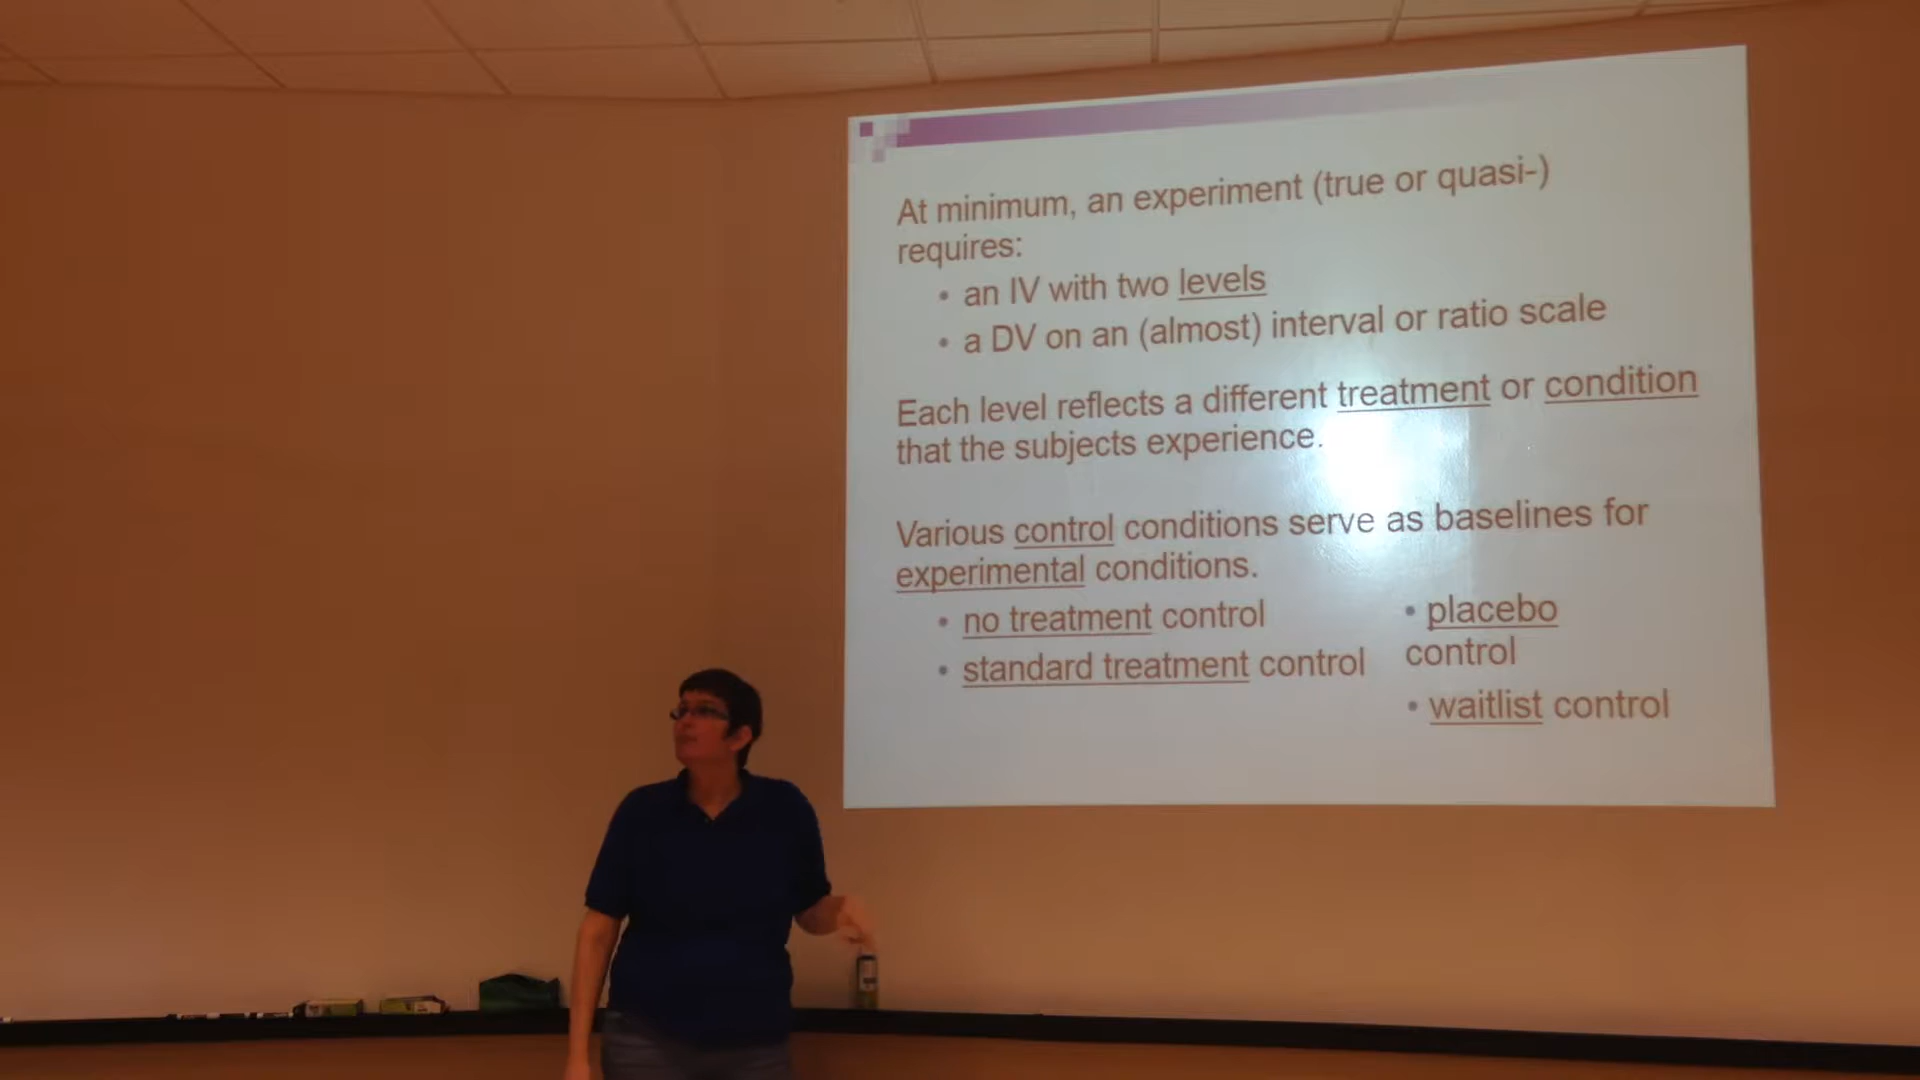 At minimum, an experiment (true or quasi-)
requires:
• an IV with two levels
• a DV on an (almost) interval or ratio scale
Each level reflects a different treatment or condition
that the subjects experience.
Various control conditions serve as baselines for
experimental conditions.
• no treatment control
• standard treatment control
• placebo
control
• waitlist control